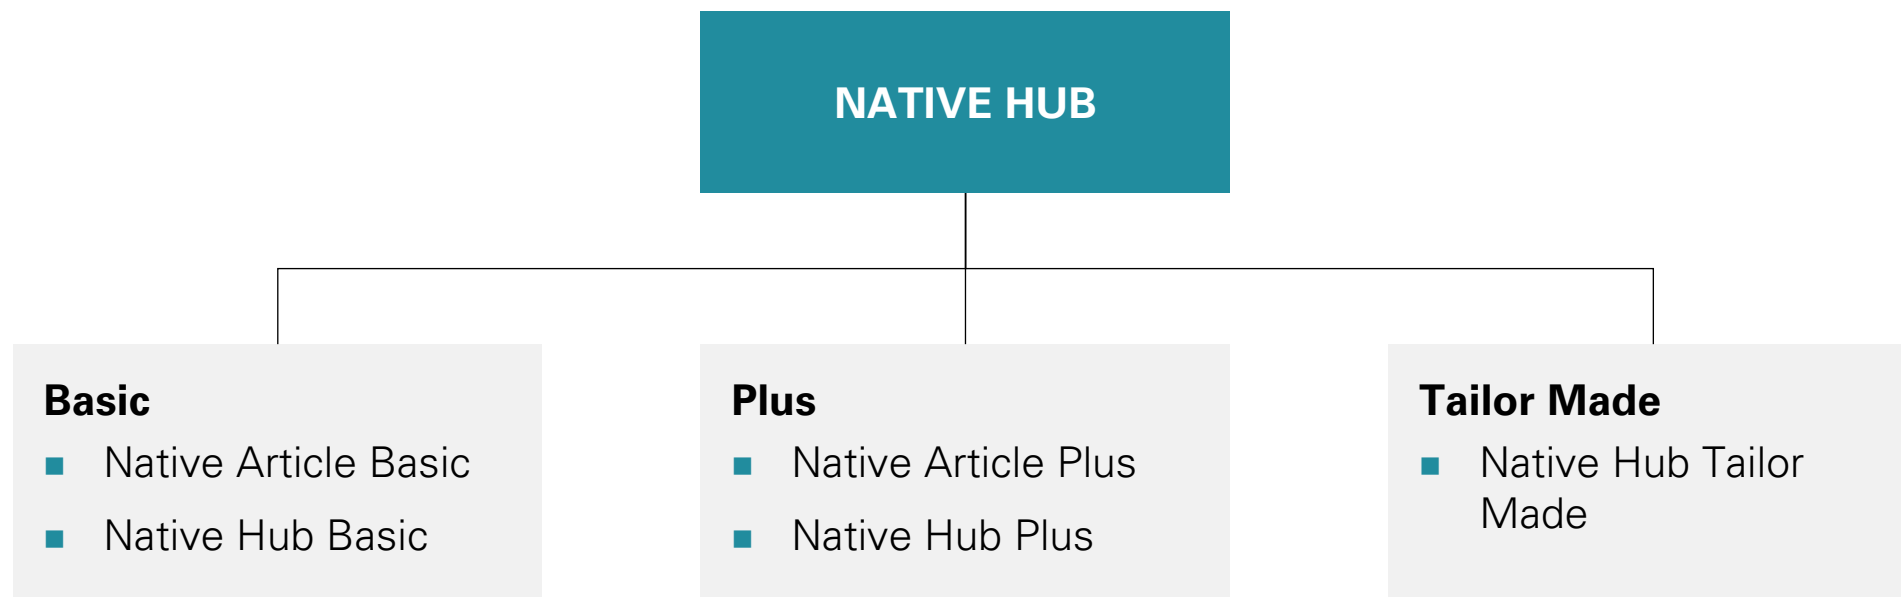 NATIVE HUB
Basic
Native Article Basic
Native Hub Basic
Plus
Native Article Plus
Native Hub Plus
Tailor Made
Native Hub Tailor
Made